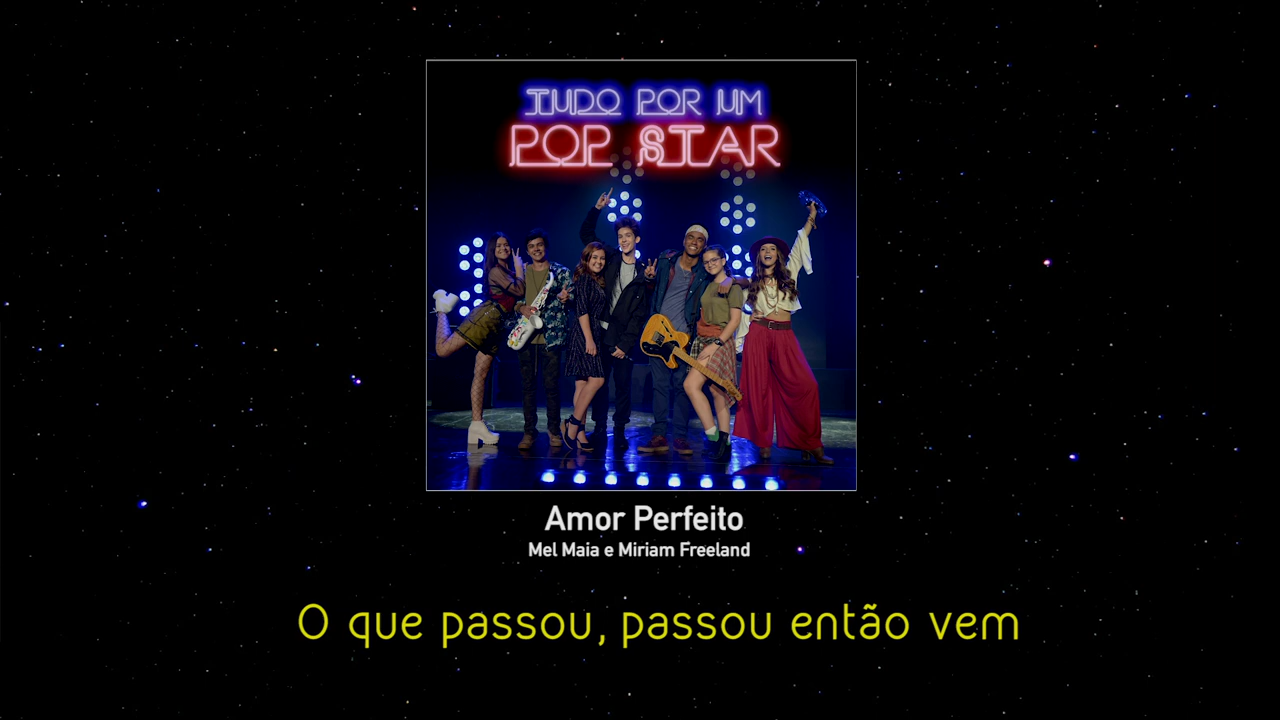 TUDO POR UM
POP STAR
Amor Perfeito
Mel Maia e Miriam Freeland
O que passou, passou então vem